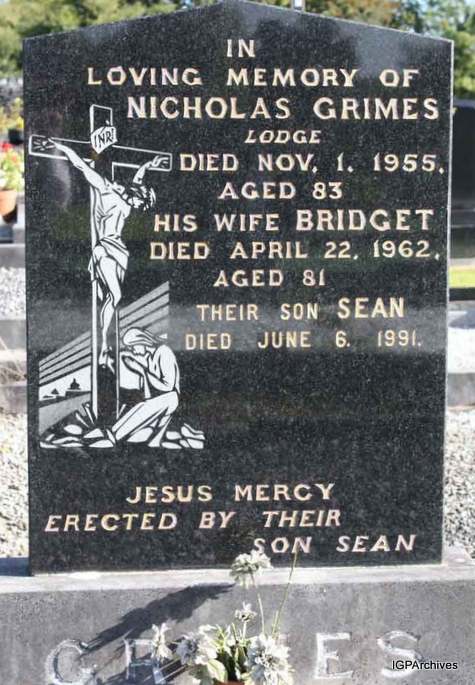 IN
LOVING MEMORY OF
NICHOLAS GRIMES
LODGE
DIED NOV. 1. 1955.
AGED 83
HIS WIFE BRIDGET
DIED APRIL 22. 1962.
AGED 81
THEIR SON SEAN
DIED JUNE 6. 1991.
INRI
JESUS MERCY
ERECTED BY THEIR
SON SEAN
GRIMES
IGPArchives